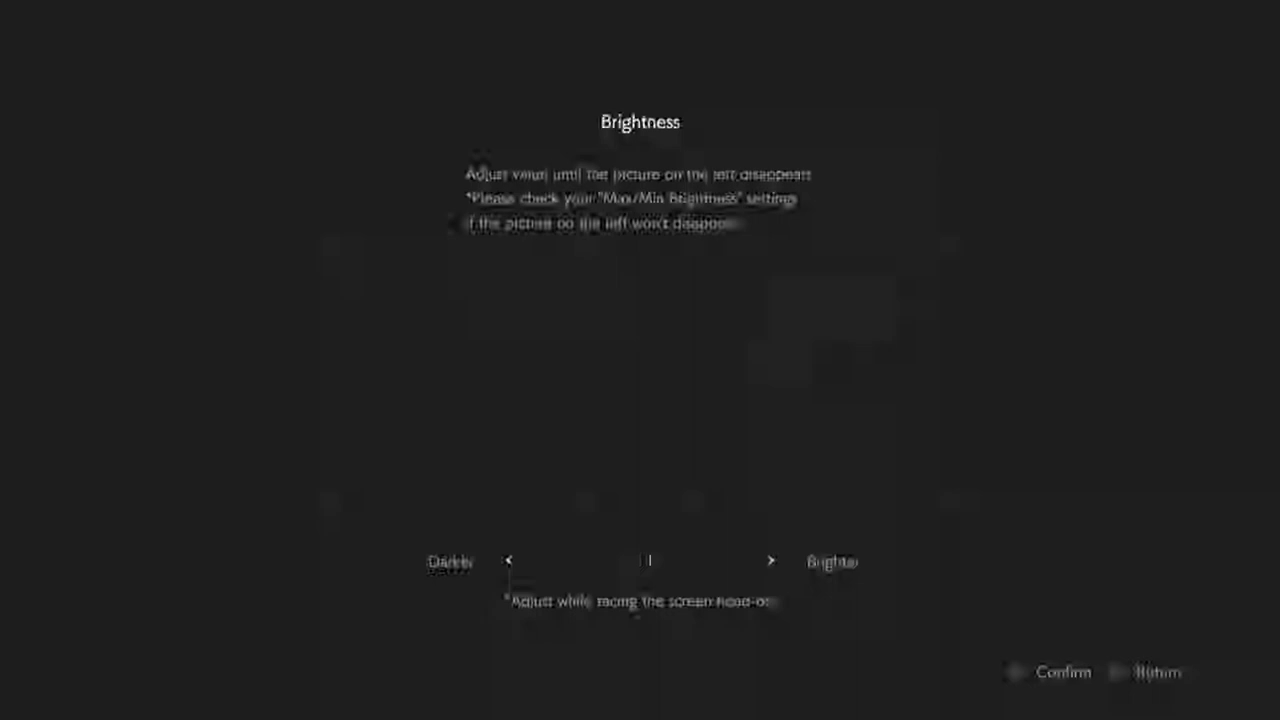 Brightness
Adjust value until the picture on the left disappears
*Please check your "Max/Min Brightness" settings
if the picture on the left won't disappear
Darker < > Brighter
*Adjust while facing the screen head-on.
Confirm Return